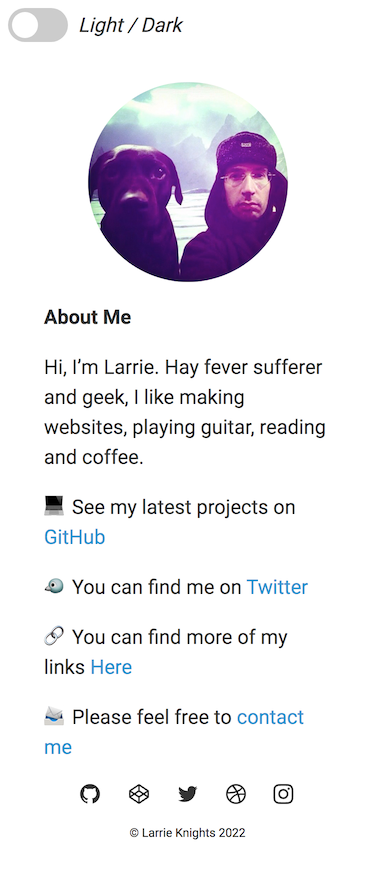 Light / Dark
About Me
Hi, I’m Larrie. Hay fever sufferer
and geek, I like making
websites, playing guitar, reading
and coffee.
💻 See my latest projects on
GitHub
🐦 You can find me on Twitter
🔗 You can find more of my
links Here
📨 Please feel free to contact
me
© Larrie Knights 2022